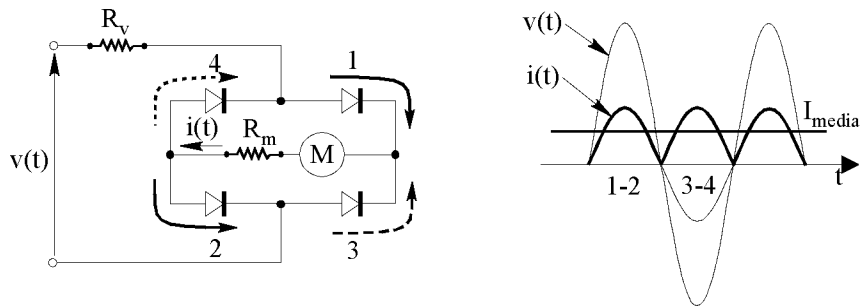 R_v
4
1
i(t)
R_m
M
v(t)
2
3
v(t)
i(t)
I_media
t
1-2
3-4